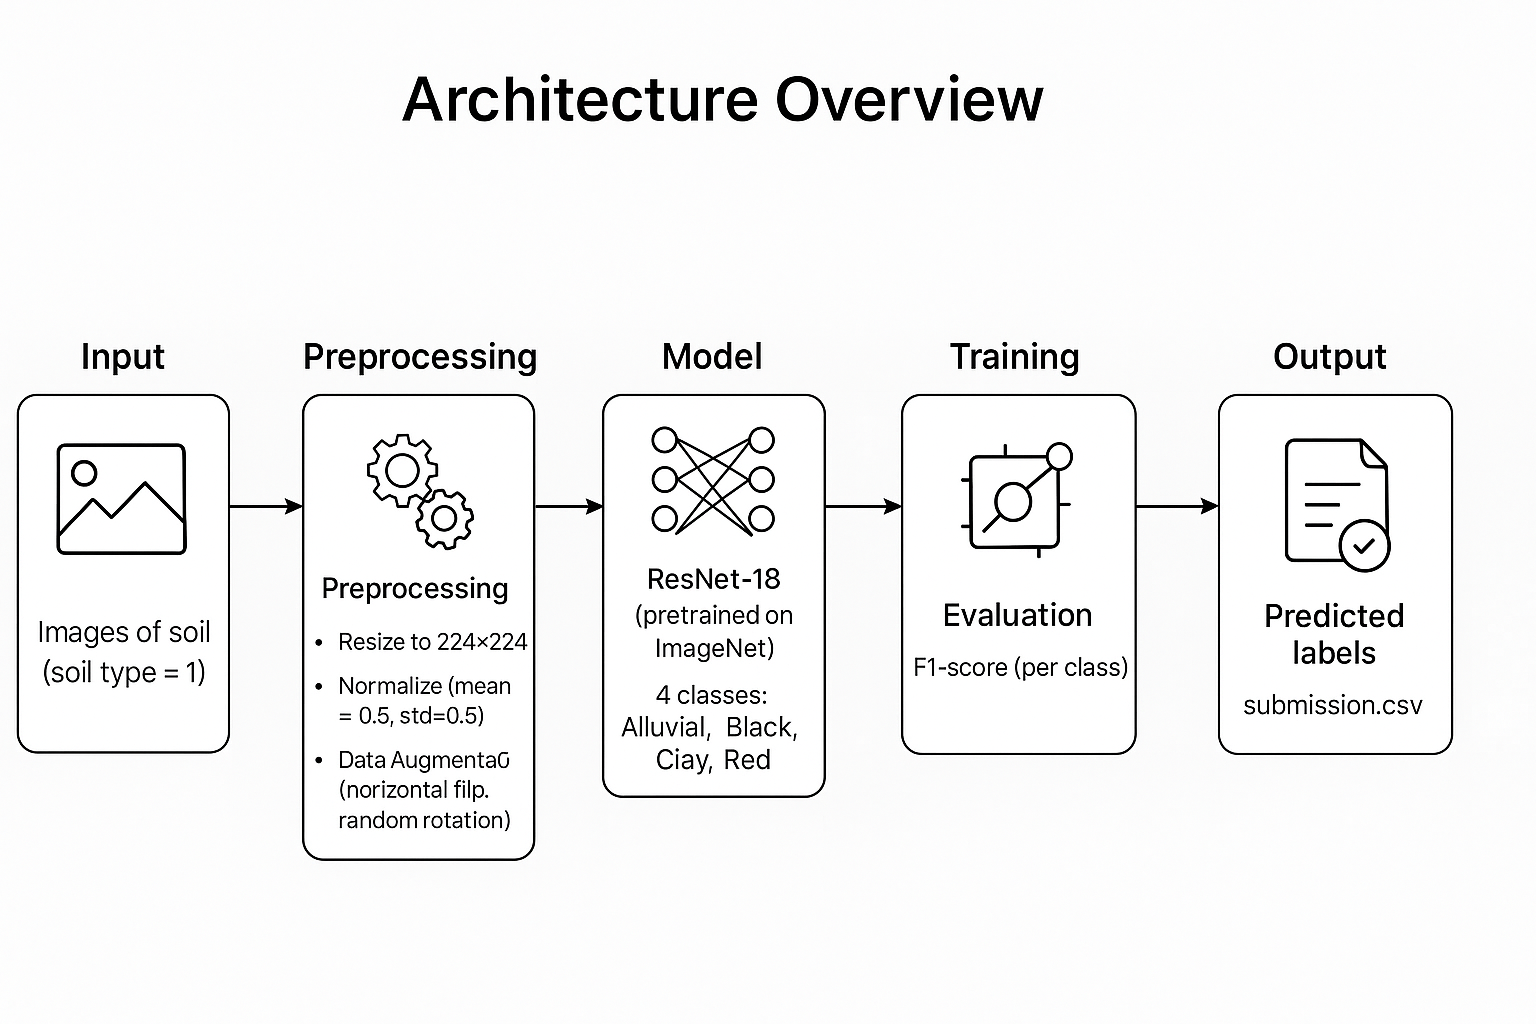 Architecture Overview
Input
Images of soil
(soil type = 1)
Preprocessing
Preprocessing
• Resize to 224×224
• Normalize (mean
= 0.5, std=0.5)
• Data Augmenta
(norizontal filp.
random rotation)
Model
ResNet-18
(pretrained on
ImageNet)
4 classes:
Alluvial, Black,
Ciay, Red
Training
Evaluation
F1-score (per class)
Output
Predicted
labels
submission.csv